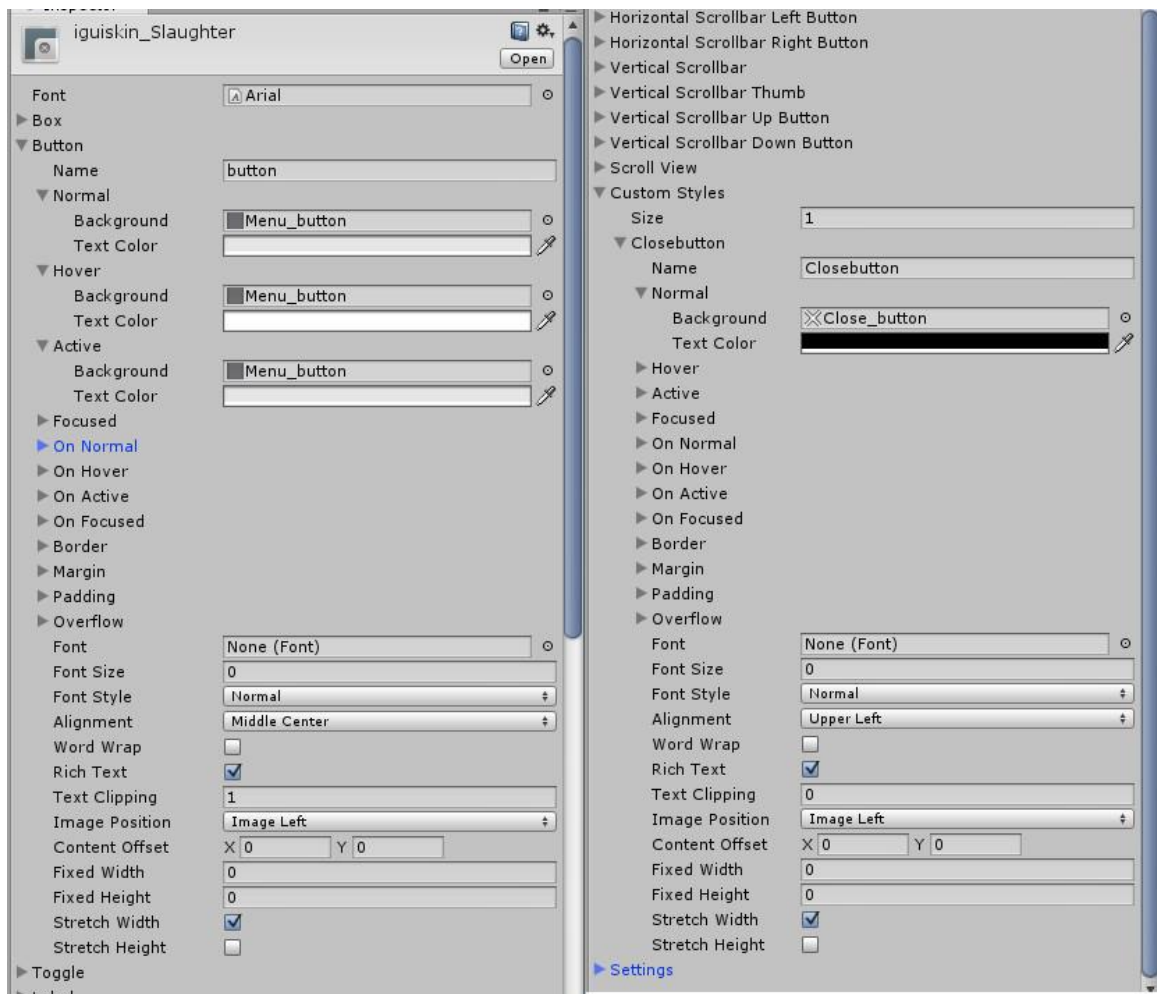 Inspector
iguiskin_Slaughter
Open
Font Arial
Box
Button
Name button
Normal
Background Menu_button
Text Color
Hover
Background Menu_button
Text Color
Active
Background Menu_button
Text Color
Focused
On Normal
On Hover
On Active
On Focused
Border
Margin
Padding
Overflow
Font None (Font)
Font Size 0
Font Style Normal
Alignment Middle Center
Word Wrap
Rich Text
Text Clipping 1
Image Position Image Left
Content Offset X 0 Y 0
Fixed Width 0
Fixed Height 0
Stretch Width
Stretch Height
Toggle
Horizontal Scrollbar Left Button
Horizontal Scrollbar Right Button
Vertical Scrollbar
Vertical Scrollbar Thumb
Vertical Scrollbar Up Button
Vertical Scrollbar Down Button
Scroll View
Custom Styles
Size 1
Closebutton
Name Closebutton
Normal
Background Close_button
Text Color
Hover
Active
Focused
On Normal
On Hover
On Active
On Focused
Border
Margin
Padding
Overflow
Font None (Font)
Font Size 0
Font Style Normal
Alignment Upper Left
Word Wrap
Rich Text
Text Clipping 0
Image Position Image Left
Content Offset X 0 Y 0
Fixed Width 0
Fixed Height 0
Stretch Width
Stretch Height
Settings